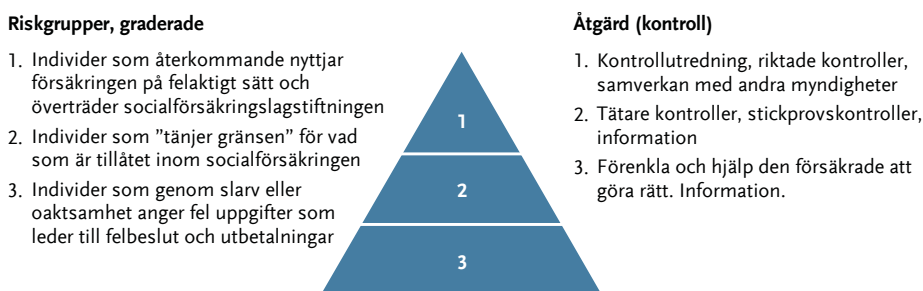 Riskgrupper, graderade
1. Individer som återkommande nyttjar
försäkringen på felaktigt sätt och
överträder socialförsäkringslagstiftningen
2. Individer som ”tänjer gränsen” för vad
som är tillåtet inom socialförsäkringen
3. Individer som genom slarv eller
oaktsamhet anger fel uppgifter som
leder till felbeslut och utbetalningar
1
2
3
Åtgärd (kontroll)
1. Kontrollutredning, riktade kontroller,
samverkan med andra myndigheter
2. Tätare kontroller, stickprovskontroller,
information
3. Förenkla och hjälp den försäkrade att
göra rätt. Information.